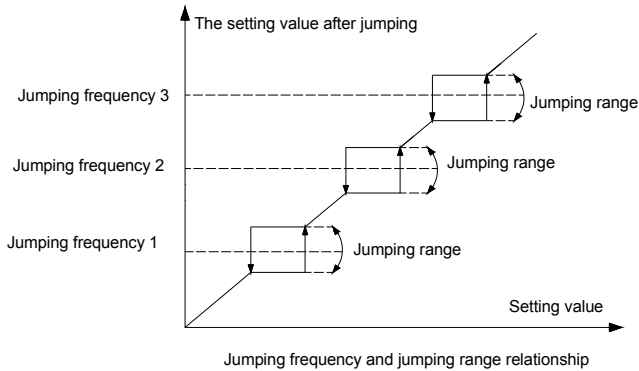 The setting value after jumping
Jumping frequency 3
Jumping range
Jumping frequency 2
Jumping range
Jumping frequency 1
Jumping range
Setting value
Jumping frequency and jumping range relationship